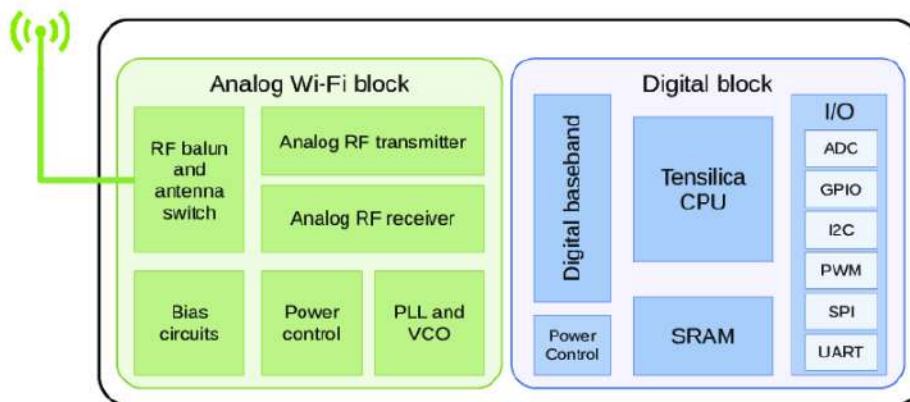 Analog Wi-Fi block
RF balun
and
antenna
switch
Analog RF transmitter
Analog RF receiver
Bias
circuits
Power
control
PLL and
VCO
Digital block
Digital baseband
Power
Control
Tensilica
CPU
SRAM
I/O
ADC
GPIO
I2C
PWM
SPI
UART